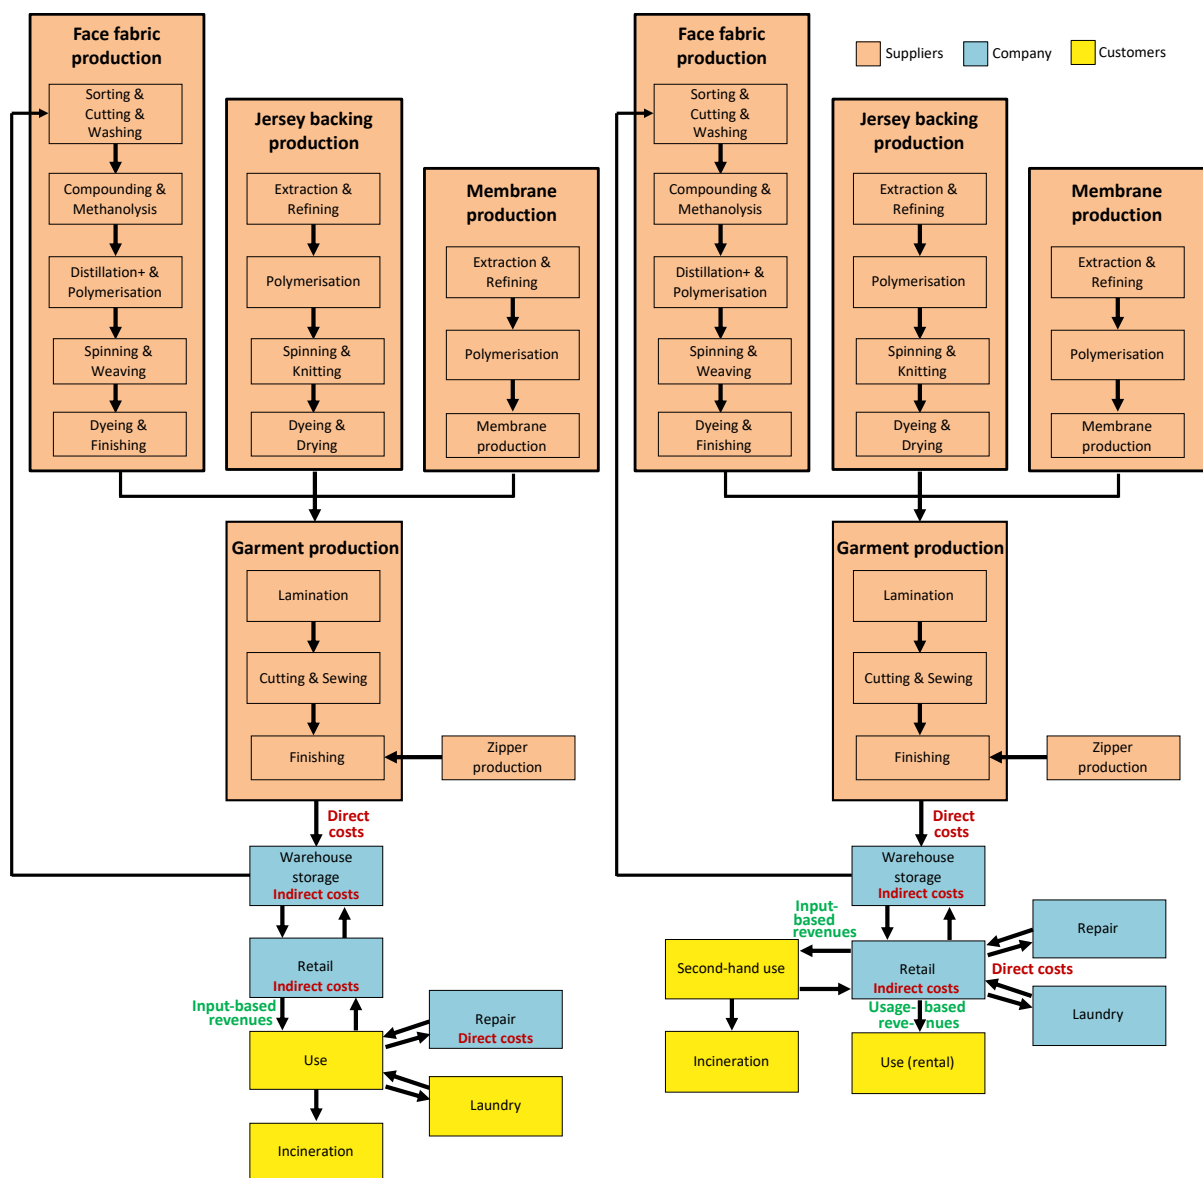 Face fabric
production
Sorting &
Cutting &
Washing
Compounding &
Methanolysis
Distillation+ &
Polymerisation
Spinning &
Weaving
Dyeing &
Finishing
Jersey backing
production
Extraction &
Refining
Polymerisation
Spinning &
Knitting
Dyeing &
Drying
Membrane
production
Extraction &
Refining
Polymerisation
Membrane
production
Garment production
Lamination
Cutting & Sewing
Finishing
Zipper
production
Direct
costs
Warehouse
storage
Indirect costs
Retail
Indirect costs
Input-based
revenues
Repair
Direct costs
Use
Laundry
Incineration
Suppliers
Company
Customers
Face fabric
production
Sorting &
Cutting &
Washing
Compounding &
Methanolysis
Distillation+ &
Polymerisation
Spinning &
Weaving
Dyeing &
Finishing
Jersey backing
production
Extraction &
Refining
Polymerisation
Spinning &
Knitting
Dyeing &
Drying
Membrane
production
Extraction &
Refining
Polymerisation
Membrane
production
Garment production
Lamination
Cutting & Sewing
Finishing
Zipper
production
Direct
costs
Warehouse
storage
Indirect costs
Input-
based
revenues
Second-hand use
Retail
Indirect costs
Repair
Direct costs
Laundry
Usage-based
reve-nues
Incineration
Use (rental)